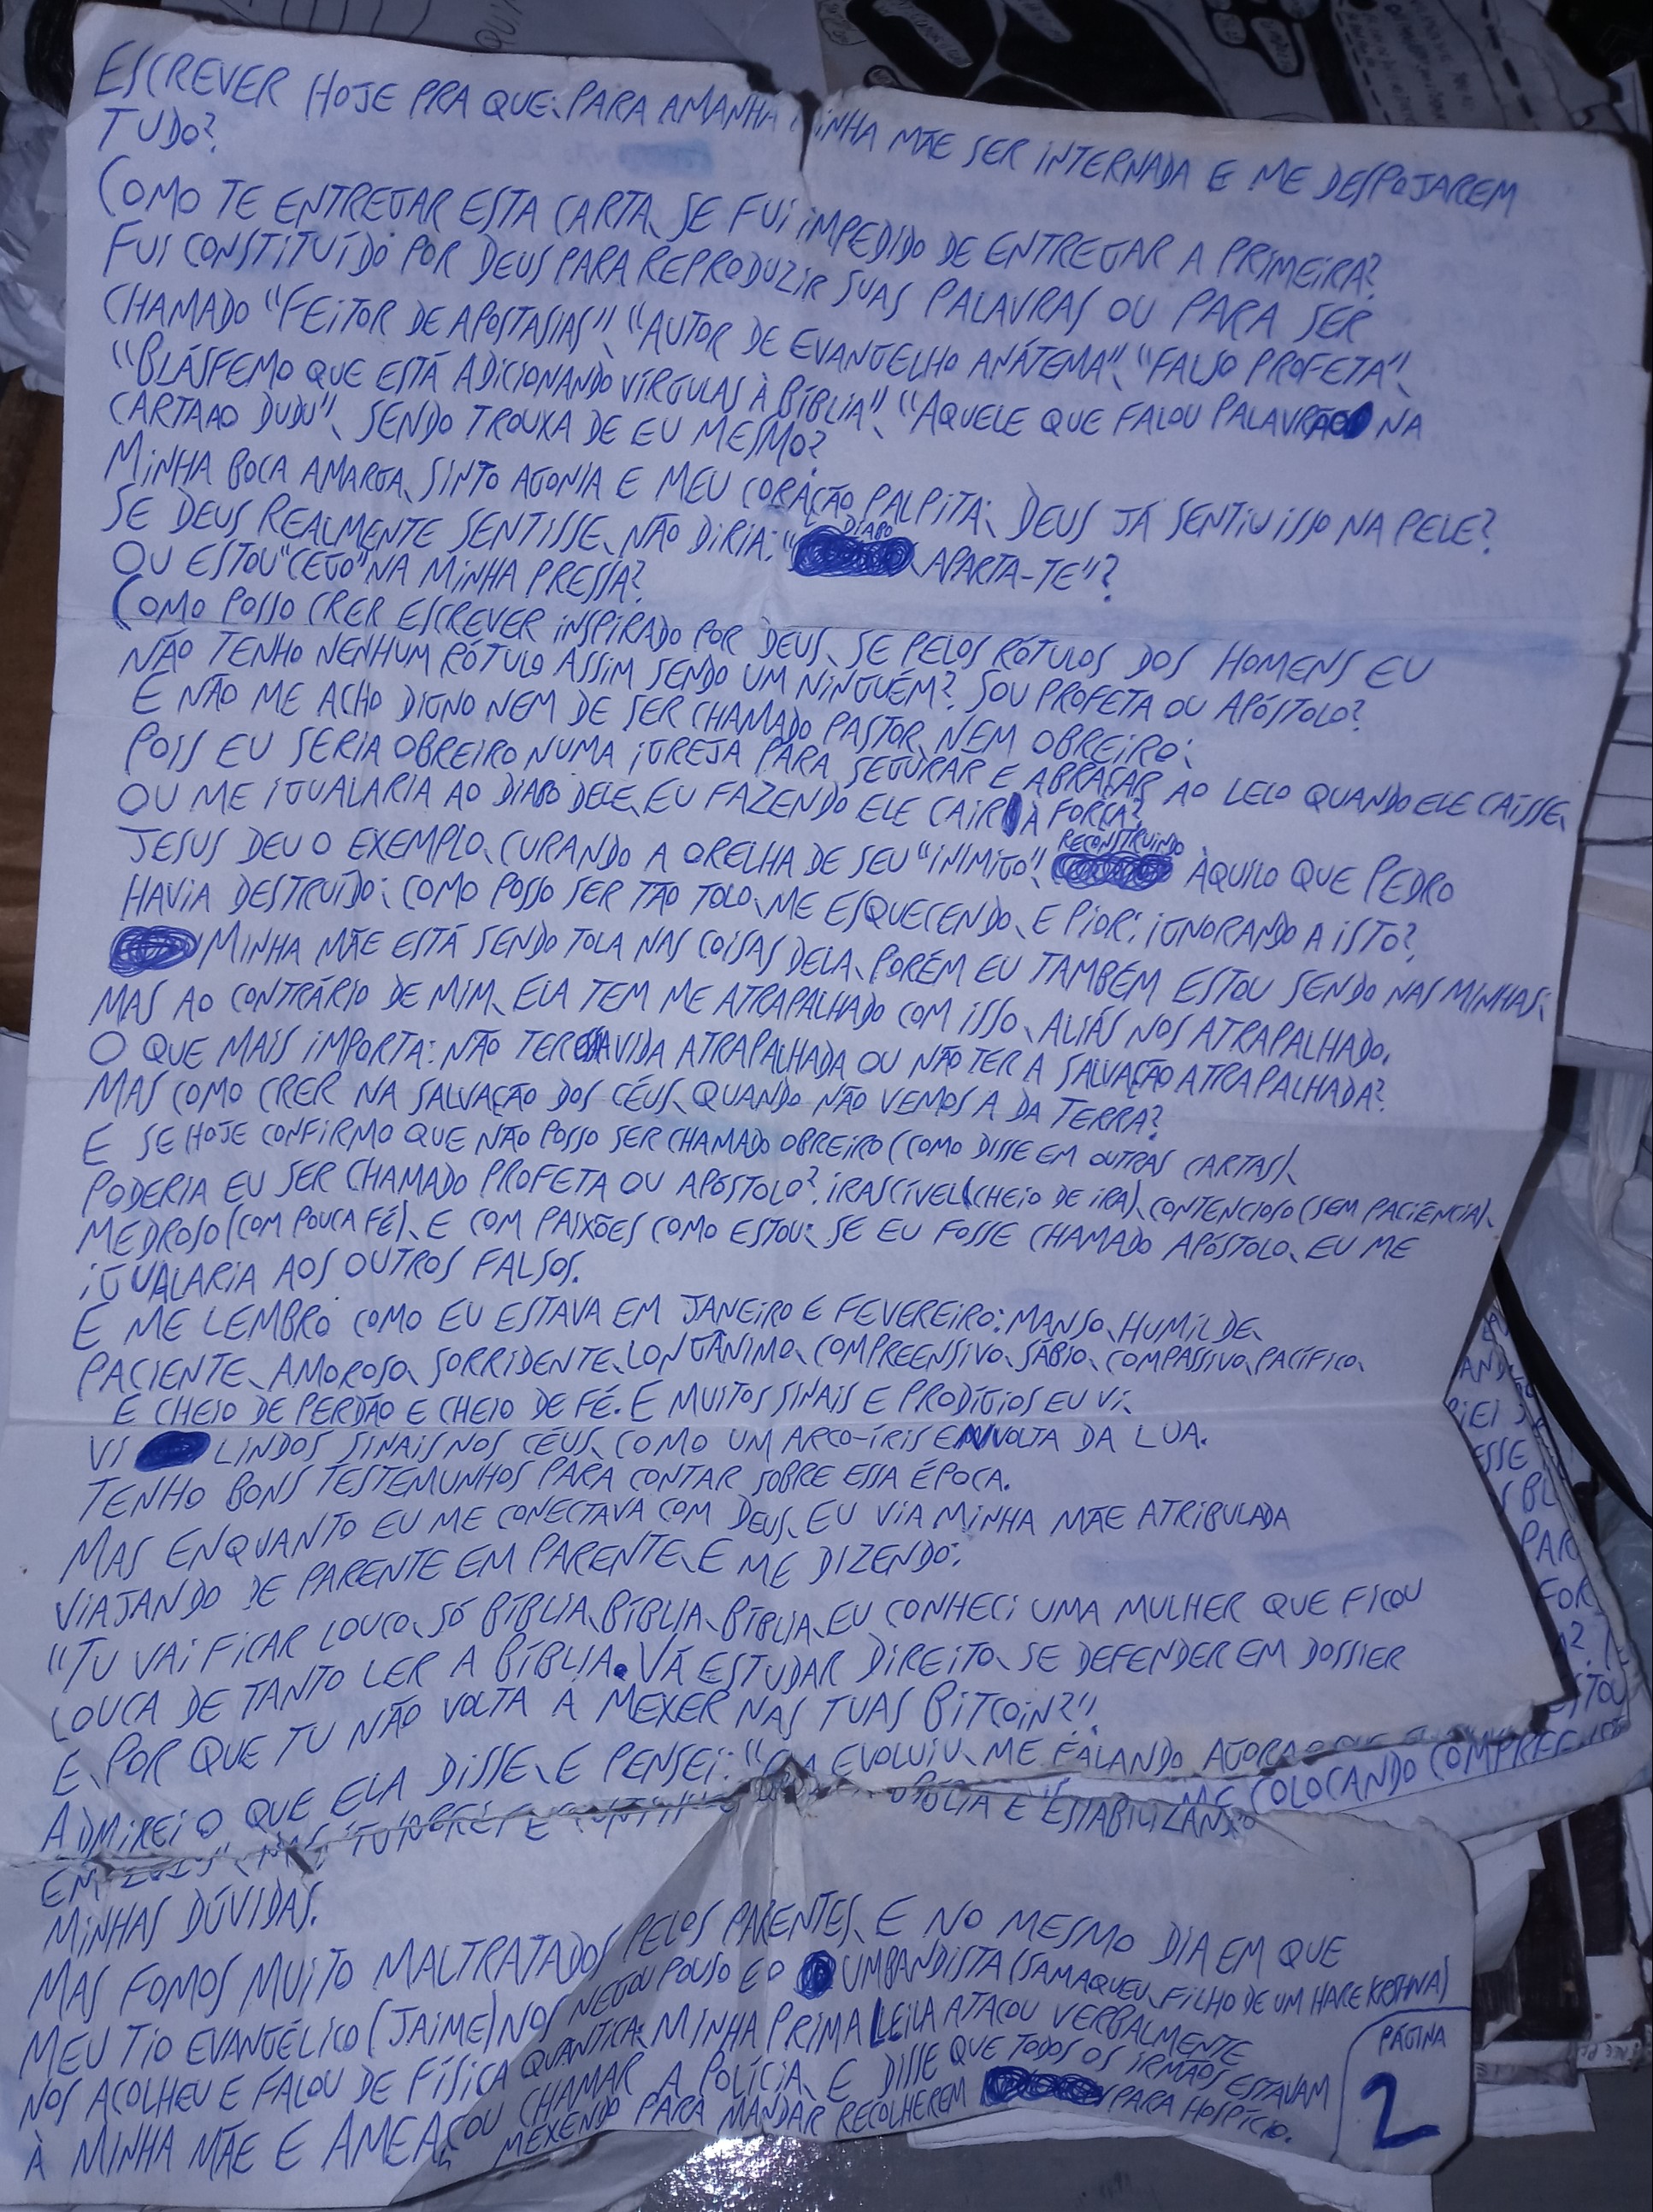 ESCREVER HOJE PRA QUE: PARA AMANHÃ MINHA MÃE SER INTERNADA E ME DESPOJAREM
TUDO?
COMO TE ENTREGAR ESTA CARTA, SE FUI IMPEDIDO DE ENTREGAR A PRIMEIRA?
FUI CONSTITUÍDO POR DEUS PARA REPRODUZIR SUAS PALAVRAS OU PARA SER
CHAMADO "FEITOR DE APOSTASIAS", "AUTOR DE EVANGELHO ANÁTEMA", "FALSO PROFETA",
"BLÁSFEMO QUE ESTÁ ADICIONANDO VÍRGULAS À BÍBLIA", "AQUELE QUE FALOU PALAVRÃO NA
CARTA AO DUDU", SENDO TROUXA DE EU MESMO?
MINHA BOCA AMARGA, SINTO AGONIA E MEU CORAÇÃO PALPITA; DEUS JÁ SENTIU ISSO NA PELE?
SE DEUS REALMENTE SENTISSE, NÃO DIRIA: "DIABO, APARTA-TE"?
OU ESTOU "CEGO" NA MINHA PRESSA?
COMO POSSO CRER ESCREVER INSPIRADO POR DEUS, SE PELOS RÓTULOS DOS HOMENS EU
NÃO TENHO NENHUM RÓTULO ASSIM SENDO UM NINGUÉM? SOU PROFETA OU APÓSTOLO?
E NÃO ME ACHO DIGNO NEM DE SER CHAMADO PASTOR, NEM OBREIRO;
POIS EU SERIA OBREIRO NUMA IGREJA PARA SEGURAR E ABRAÇAR AO LELO QUANDO ELE CAÍSSE,
OU ME IGUALARIA AO DIABO DELE, EU FAZENDO ELE CAIR À FORÇA?
JESUS DEU O EXEMPLO, CURANDO A ORELHA DE SEU "INIMIGO", RECONSTRUINDO ÀQUILO QUE PEDRO
HAVIA DESTRUÍDO; COMO POSSO SER TÃO TOLO, ME ESQUECENDO, E PIOR: IGNORANDO A ISTO?
MINHA MÃE ESTÁ SENDO TOLA NAS COISAS DELA, PORÉM EU TAMBÉM ESTOU SENDO NAS MINHAS;
MAS AO CONTRÁRIO DE MIM, ELA TEM ME ATRAPALHADO COM ISSO, ALIÁS NOS ATRAPALHADO.
O QUE MAIS IMPORTA: NÃO TER A VIDA ATRAPALHADA OU NÃO TER A SALVAÇÃO ATRAPALHADA?
MAS COMO CRER NA SALVAÇÃO DOS CÉUS, QUANDO NÃO VEMOS A DA TERRA?
E SE HOJE CONFIRMO QUE NÃO POSSO SER CHAMADO OBREIRO (COMO DISSE EM OUTRAS CARTAS),
PODERIA EU SER CHAMADO PROFETA OU APÓSTOLO? IRASCÍVEL (CHEIO DE IRA), CONTENCIOSO (SEM PACIÊNCIA),
MEDROSO (COM POUCA FÉ), E COM PAIXÕES COMO ESTOU: SE EU FOSSE CHAMADO APÓSTOLO, EU ME
IGUALARIA AOS OUTROS FALSOS.
E ME LEMBRO COMO EU ESTAVA EM JANEIRO E FEVEREIRO: MANSO, HUMILDE,
PACIENTE, AMOROSO, SORRIDENTE, LONGÂNIMO, COMPREENSIVO, SÁBIO, COMPASSIVO, PACÍFICO,
E CHEIO DE PERDÃO E CHEIO DE FÉ. E MUITOS SINAIS E PRODÍGIOS EU VI.
VI LINDOS SINAIS NOS CÉUS, COMO UM ARCO-ÍRIS EM VOLTA DA LUA.
TENHO BONS TESTEMUNHOS PARA CONTAR SOBRE ESSA ÉPOCA.
MAS ENQUANTO EU ME CONECTAVA COM DEUS, EU VIA MINHA MÃE ATRIBULADA
VIAJANDO DE PARENTE EM PARENTE, E ME DIZENDO:
"TU VAI FICAR LOUCO, SÓ BÍBLIA, BÍBLIA, BÍBLIA, EU CONHECI UMA MULHER QUE FICOU
LOUCA DE TANTO LER A BÍBLIA. VÁ ESTUDAR DIREITO, SE DEFENDER EM DOSSIER
E, POR QUE TU NÃO VOLTA A MEXER NAS TUAS BITCOIN?".
ADMIREI O QUE ELA DISSE, E PENSEI: "ELA EVOLUIU, ME FALANDO AGORA O QUE
EM IGNOREI E BÍBLIA E "ESTABILIZANDO
ME COLOCANDO
MINHAS DÚVIDAS.
MAS FOMOS MUITO MALTRATADOS PELOS PARENTES, E NO MESMO DIA EM QUE
MEU TIO EVANGÉLICO (JAIME) NOS NEGOU POUSO E O UMBANDISTA (SAMAQUEU, FILHO DE UM HARE KRISHNA)
NOS ACOLHEU E FALOU DE FÍSICA QUÂNTICA: MINHA PRIMA LEILA ATACOU VERBALMENTE
À MINHA MÃE E AMEAÇOU CHAMAR A POLÍCIA, E DISSE QUE TODOS OS IRMÃOS ESTAVAM
MEXENDO PARA MANDAR RECOLHEREM PARA HOSPÍCIO.
PÁGINA
2